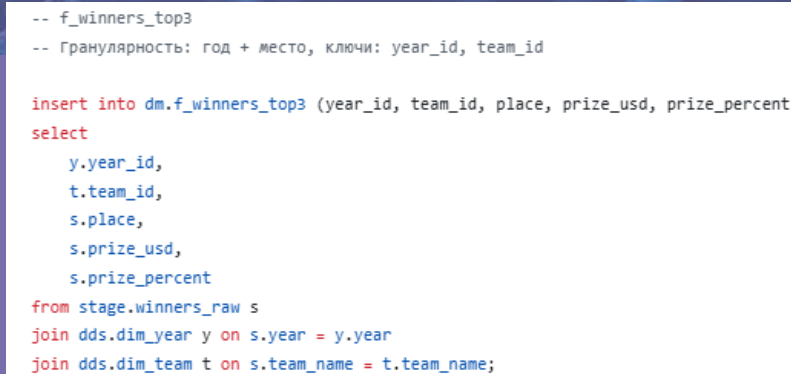 -- f_winners_top3
-- Гранулярность: год + место, ключи: year_id, team_id
insert into dm.f_winners_top3 (year_id, team_id, place, prize_usd, prize_percent
select
y.year_id,
t.team_id,
s.place,
s.prize_usd,
s.prize_percent
from stage.winners_raw s
join dds.dim_year y on s.year = y.year
join dds.dim_team t on s.team_name = t.team_name;